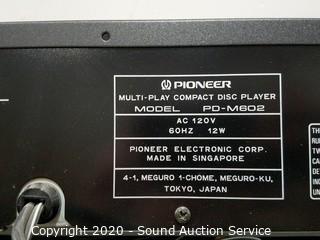 PIONEER
MULTI-PLAY COMPACT DISC PLAYER
MODEL PD-M602
AC 120V
60HZ 12W
PIONEER ELECTRONIC CORP.
MADE IN SINGAPORE
4-1, MEGURO 1-CHOME, MEGURO-KU,
TOKYO, JAPAN
Copyright 2020 - Sound Auction Service